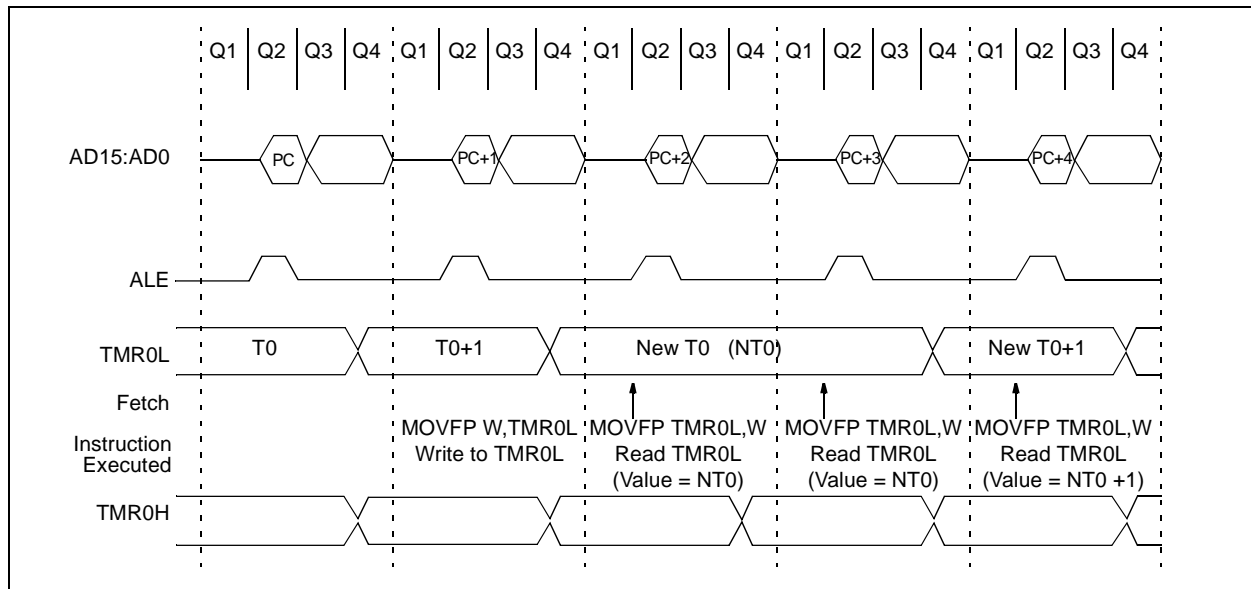 Q1 Q2 Q3 Q4 Q1 Q2 Q3 Q4 Q1 Q2 Q3 Q4 Q1 Q2 Q3 Q4 Q1 Q2 Q3 Q4
AD15:AD0 PC PC+1 PC+2 PC+3 PC+4
ALE
TMR0L T0 T0+1 New T0 (NT0) New T0+1
Fetch
Instruction
Executed
MOVFP W,TMR0L
Write to TMR0L
MOVFP TMR0L,W
Read TMR0L
(Value = NT0)
MOVFP TMR0L,W
Read TMR0L
(Value = NT0)
MOVFP TMR0L,W
Read TMR0L
(Value = NT0 +1)
TMR0H